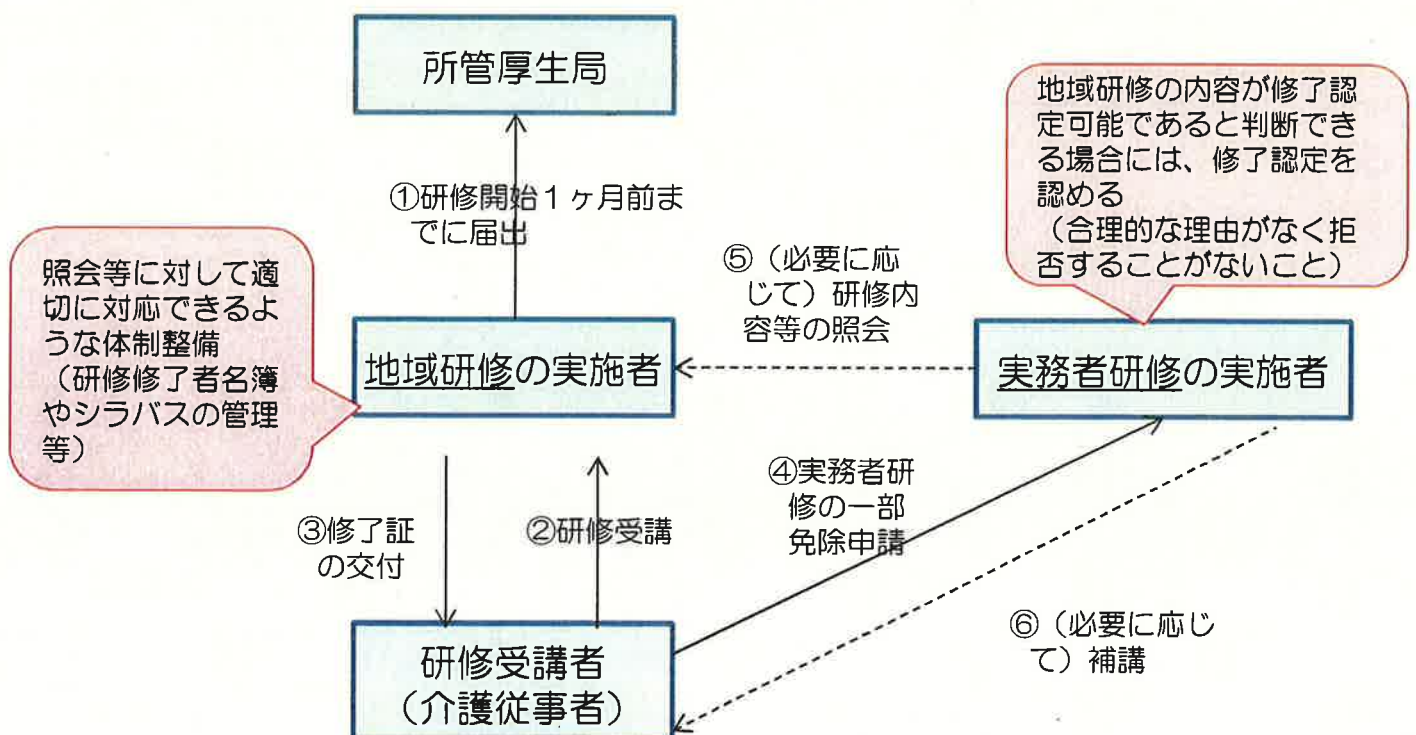 所管厚生局
地域研修の内容が修了認
定可能であると判断でき
る場合には、修了認定を
認める
（合理的な理由がなく拒
否することがないこと）
①研修開始1ヶ月前ま
でに届出
照会等に対して適
切に対応できるよ
うな体制整備
（研修修了者名簿
やシラバスの管理
等）
⑤（必要に応
じて）研修内
容等の照会
地域研修の実施者
実務者研修の実施者
③修了証
の交付
②研修受講
④実務者研
修の一部
免除申請
⑥（必要に応じ
て）補講
研修受講者
（介護従事者）